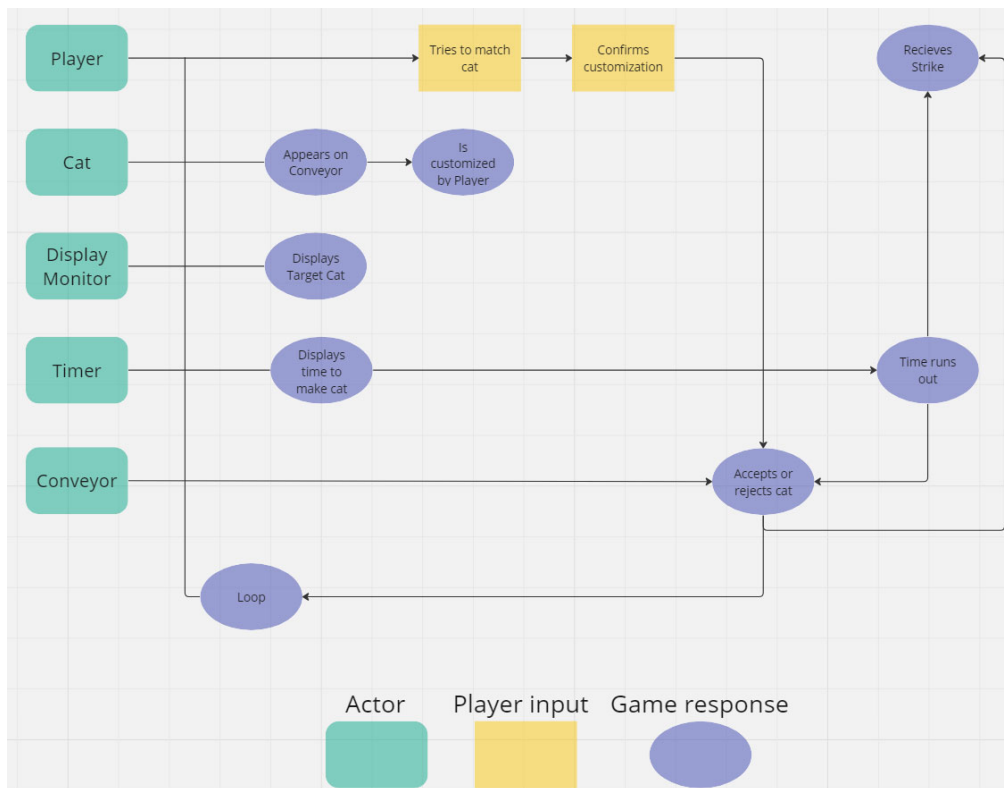 Player
Tries to match
cat
Confirms
customization
Recieves
Strike
Cat
Appears on
Conveyor
Is
customized
by Player
Display
Monitor
Displays
Target Cat
Timer
Displays
time to
make cat
Time runs
out
Conveyor
Accepts or
rejects cat
Loop
Actor
Player input
Game response